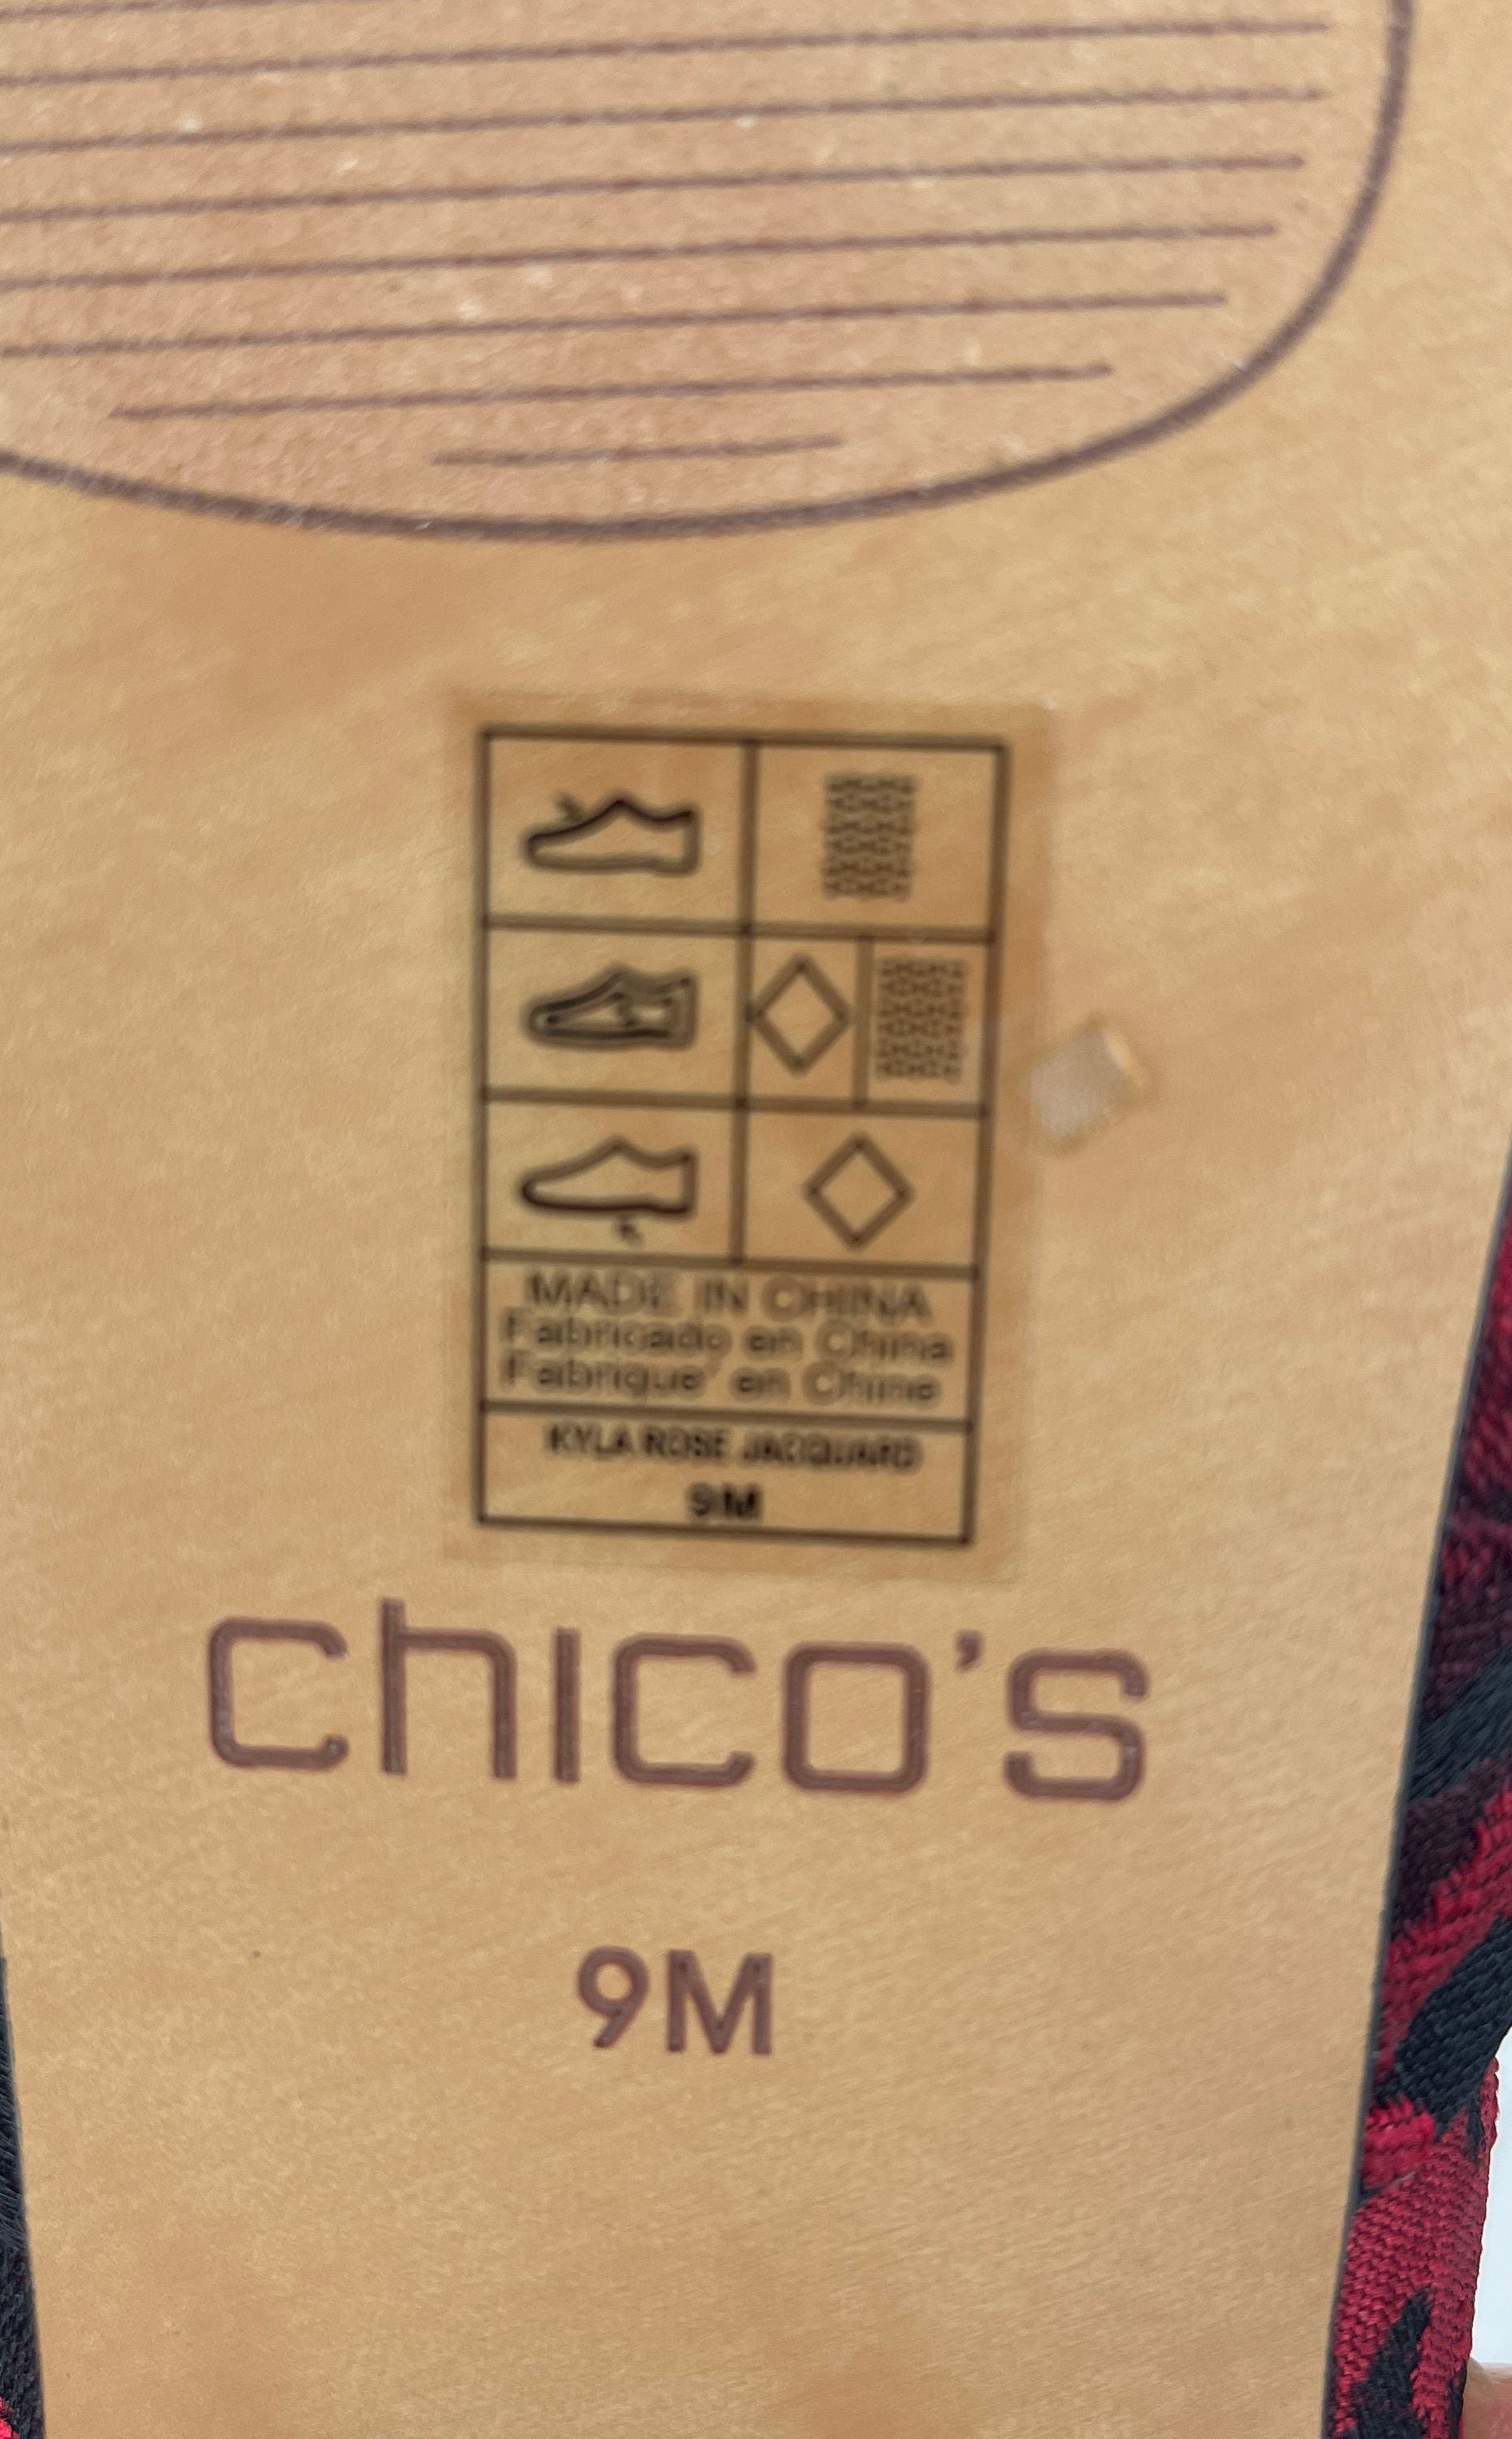 MADE IN CHINA
Fabricado en China
Fabrique' en Chine
KYLA ROSE JACQUARD
9M
chico's
9M